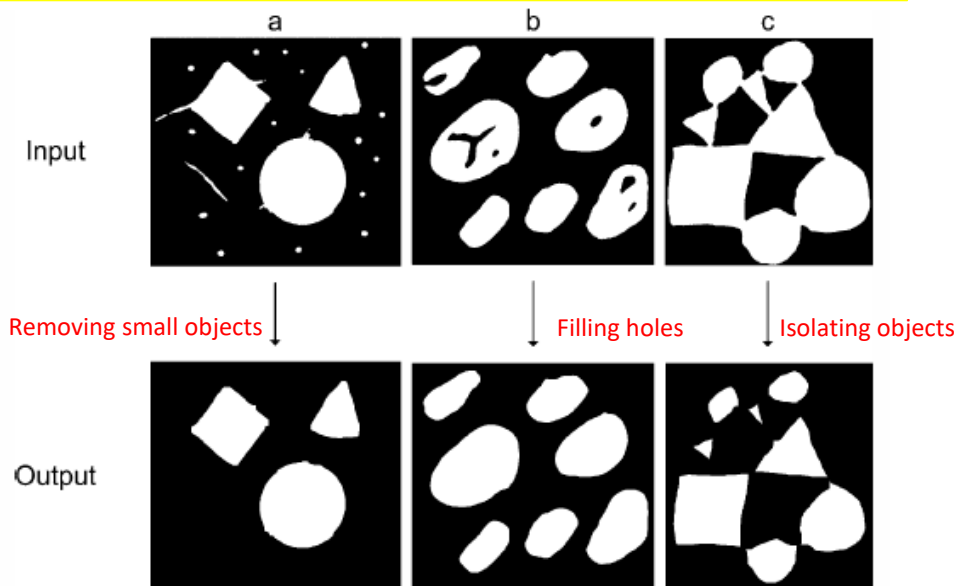 a b c
Input
Removing small objects Filling holes Isolating objects
Output